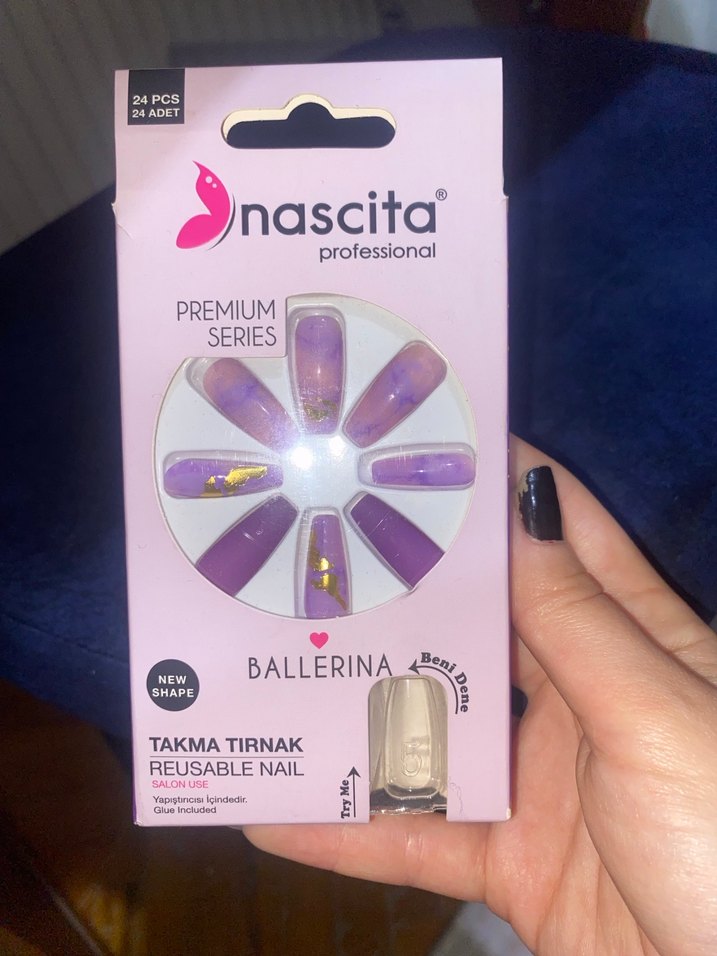 24 PCS
24 ADET
nascita®
professional
PREMIUM
SERIES
BALLERINA
Beni Dene
NEW
SHAPE
TAKMA TIRNAK
REUSABLE NAIL
SALON USE
Yapıştırıcısı İçindedir.
Glue Included
Try Me
5